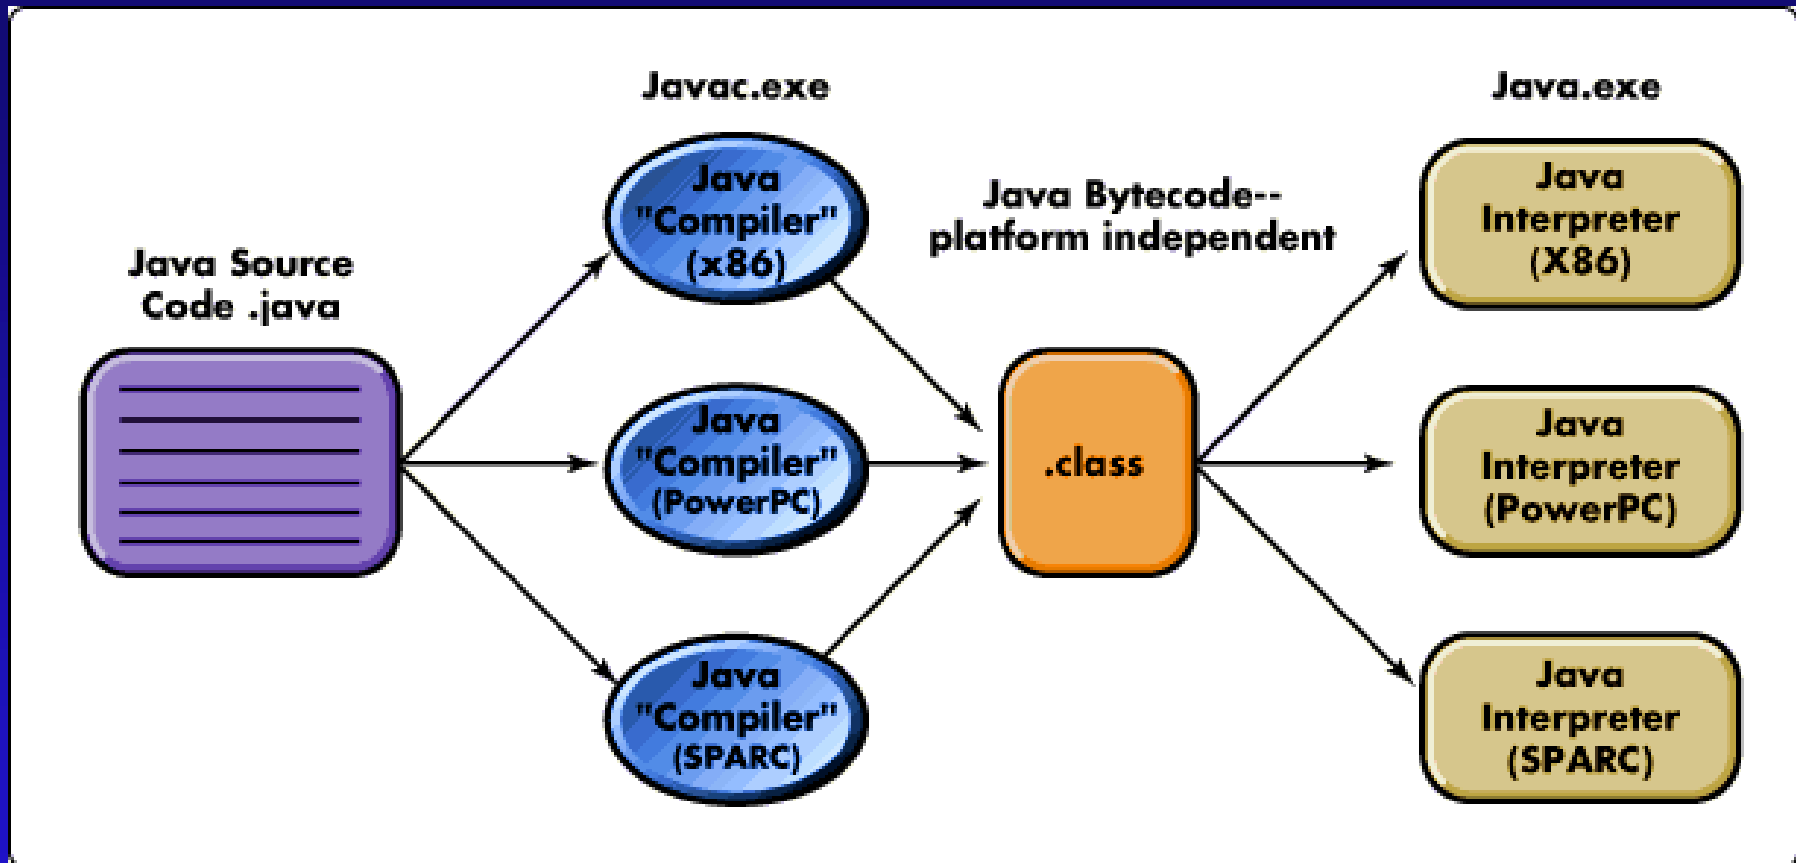 Java Source
Code .java
Javac.exe
Java
"Compiler"
(x86)
Java
"Compiler"
(PowerPC)
Java
"Compiler"
(SPARC)
Java Bytecode--
platform independent
.class
Java.exe
Java
Interpreter
(X86)
Java
Interpreter
(PowerPC)
Java
Interpreter
(SPARC)